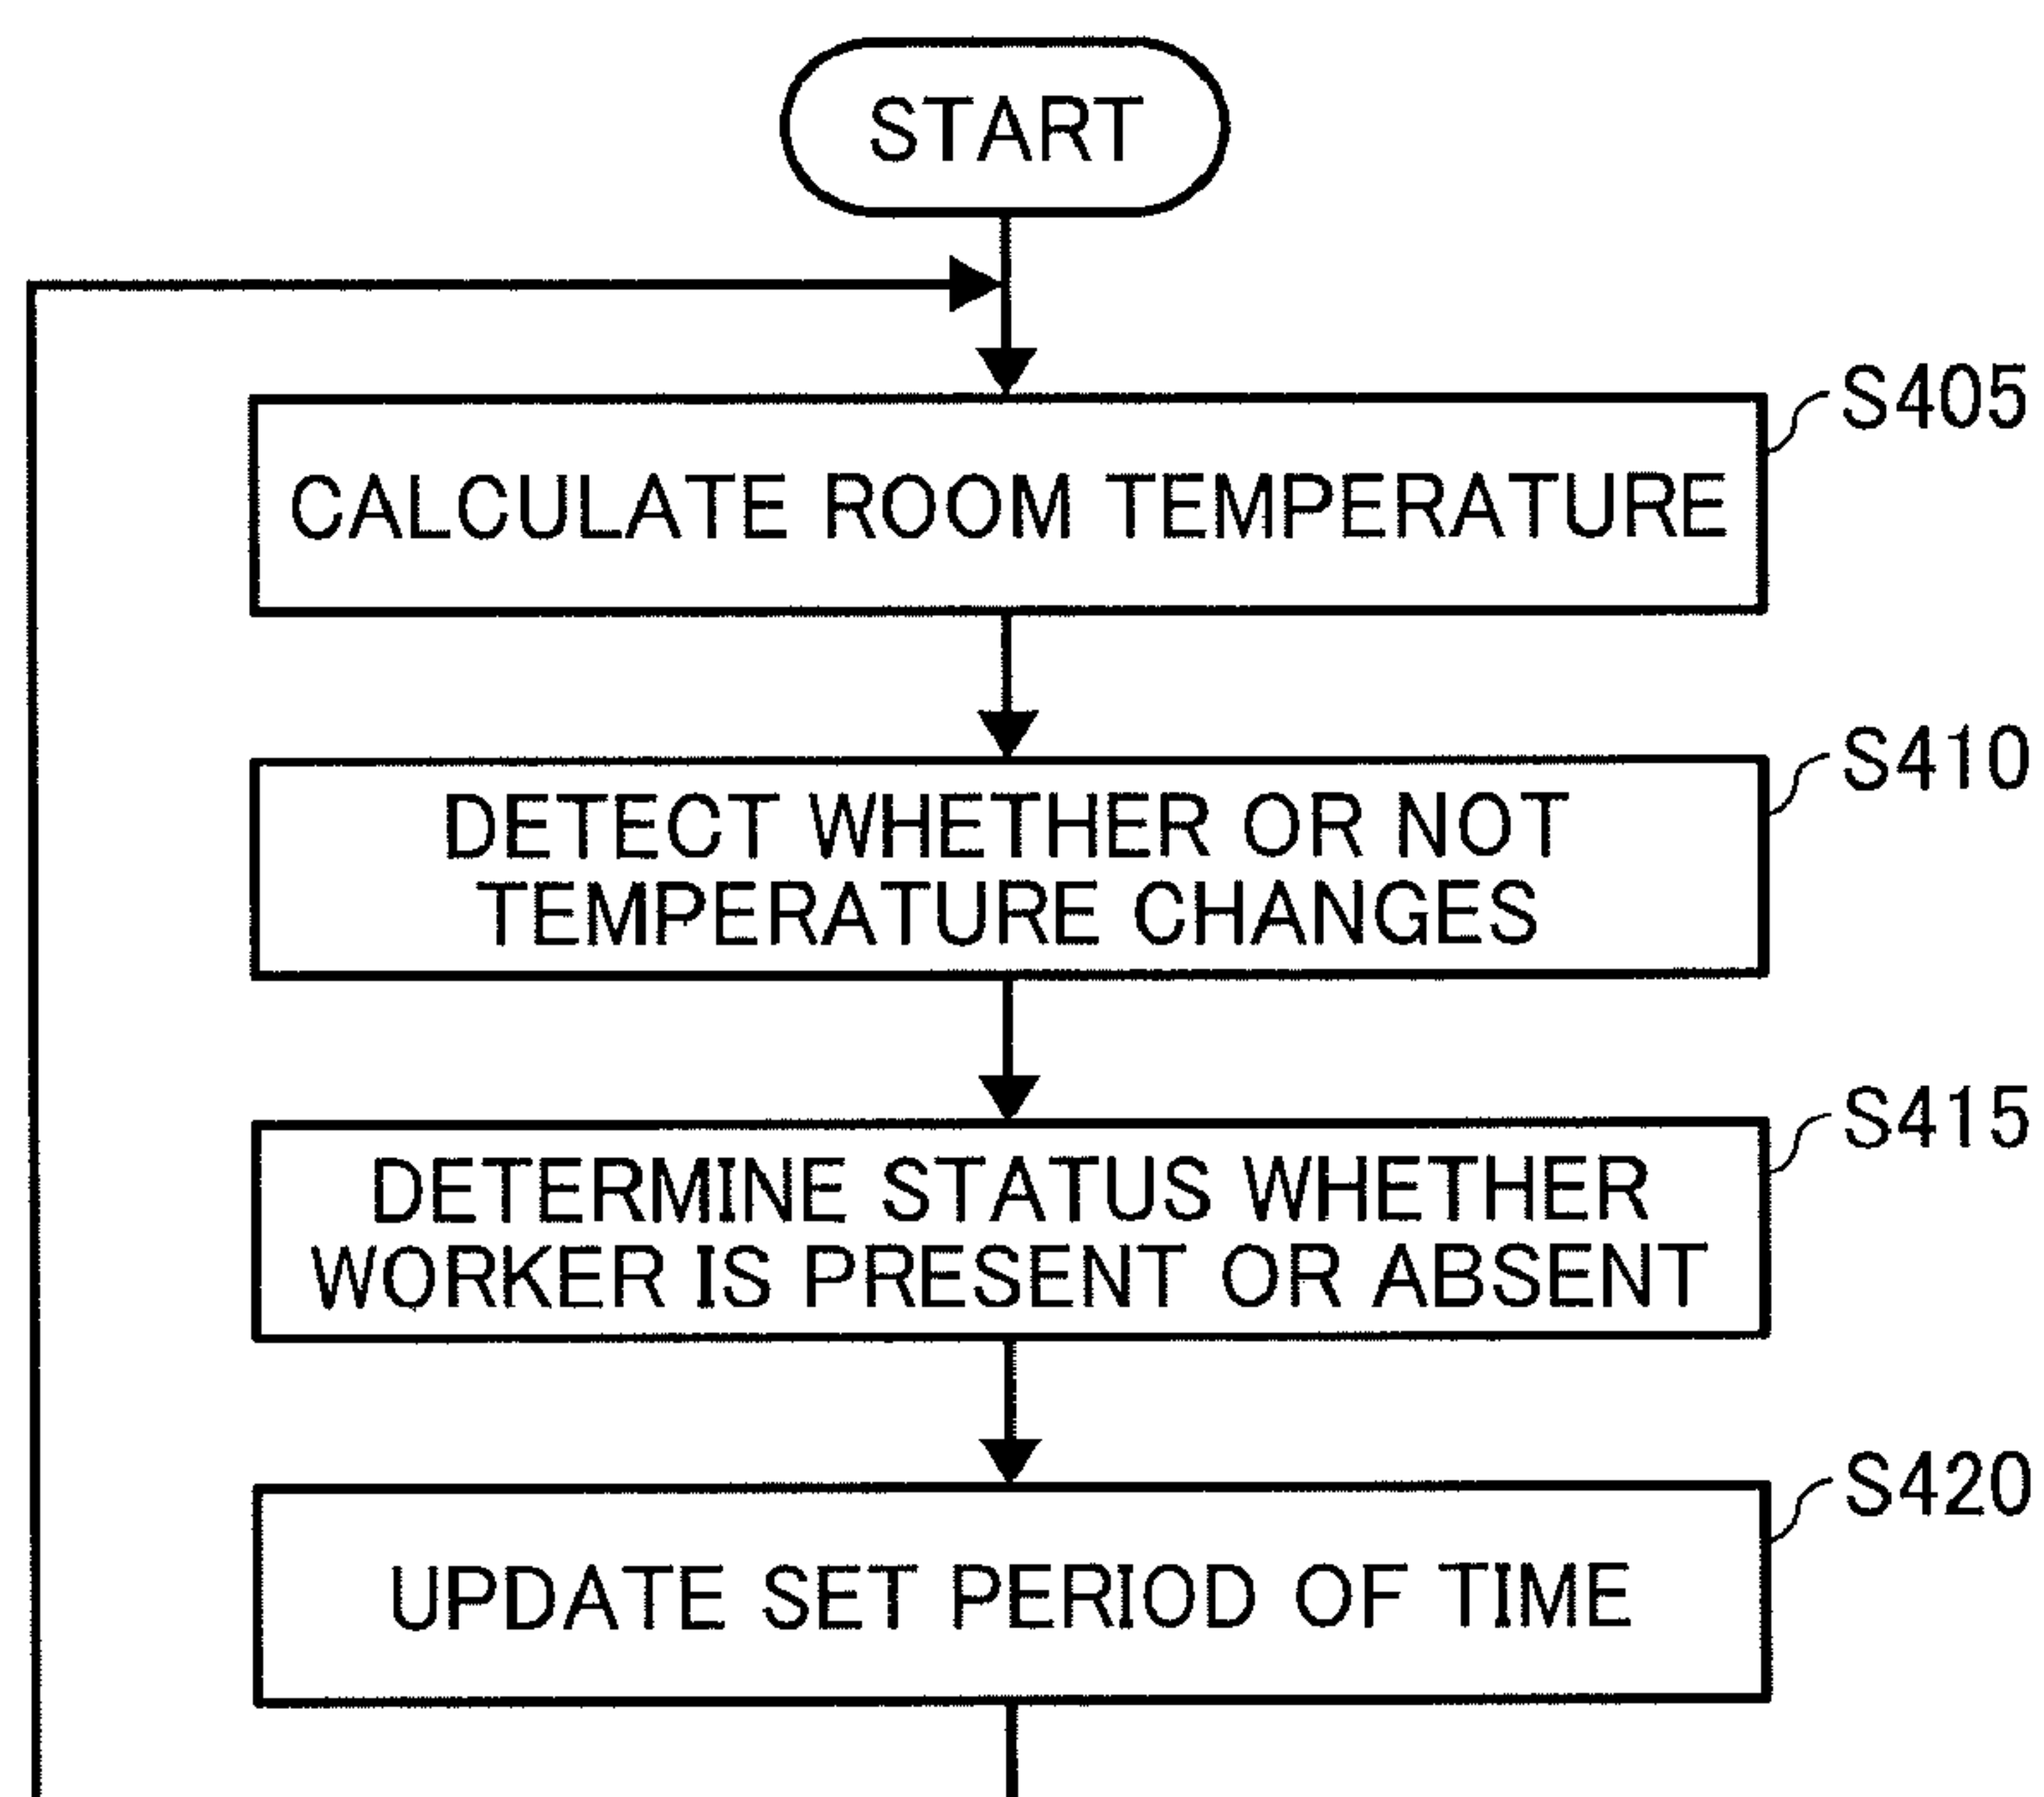 START
S405
CALCULATE ROOM TEMPERATURE
S410
DETECT WHETHER OR NOT
TEMPERATURE CHANGES
S415
DETERMINE STATUS WHETHER
WORKER IS PRESENT OR ABSENT
S420
UPDATE SET PERIOD OF TIME